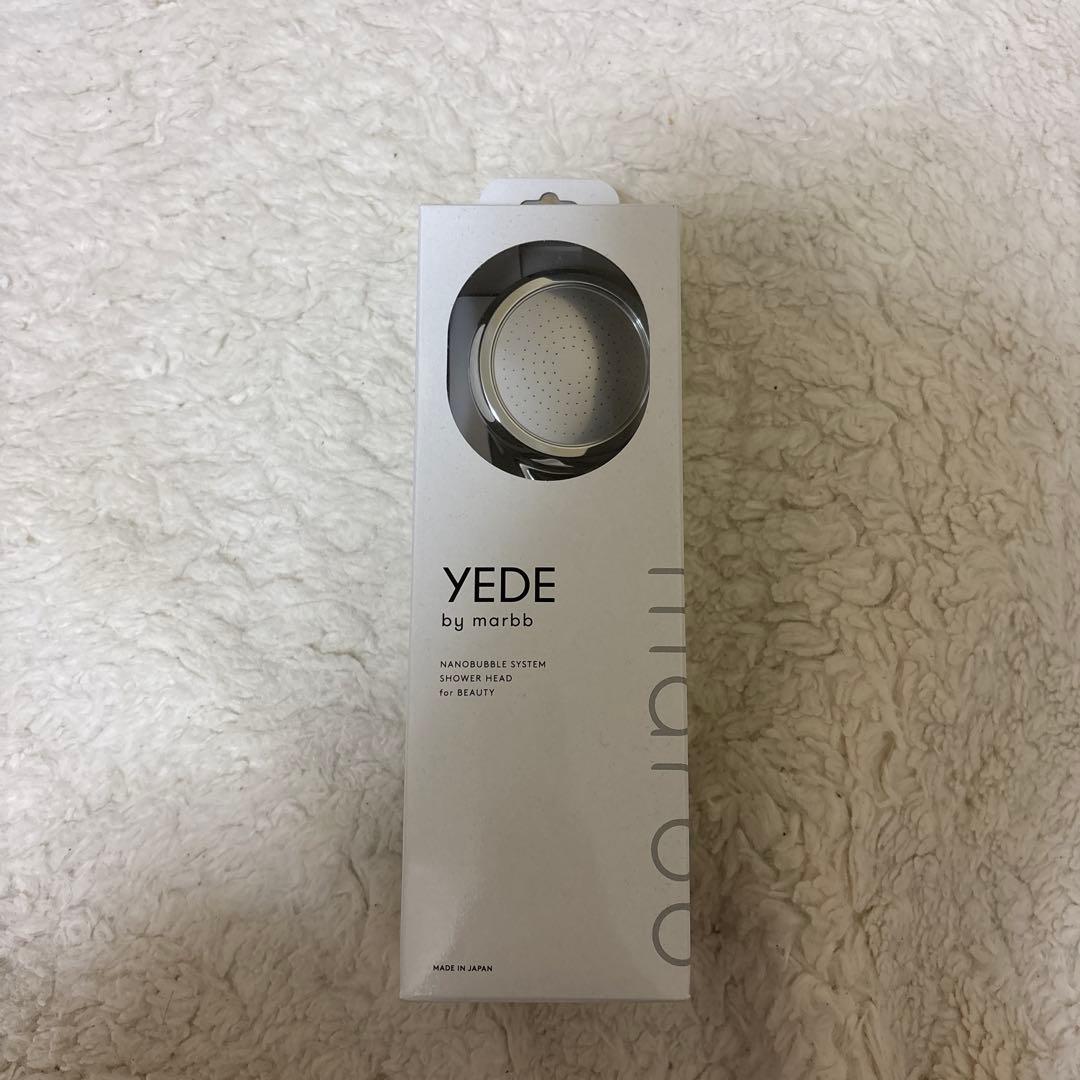 YEDE
by marbb
NANOBUBBLE SYSTEM
SHOWER HEAD
for BEAUTY
MADE IN JAPAN
marbb